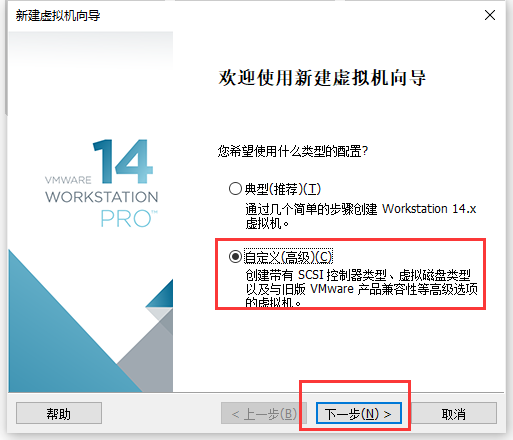 新建虚拟机向导
欢迎使用新建虚拟机向导
VMWARE 14
WORKSTATION
PRO™
您希望使用什么类型的配置?
典型(推荐)(T)
通过几个简单的步骤创建 Workstation 14.x
虚拟机。
自定义(高级)(C)
创建带有 SCSI 控制器类型、虚拟磁盘类型
以及与旧版 VMware 产品兼容性等高级选项
的虚拟机。
帮助
< 上一步(B)
下一步(N) >
取消